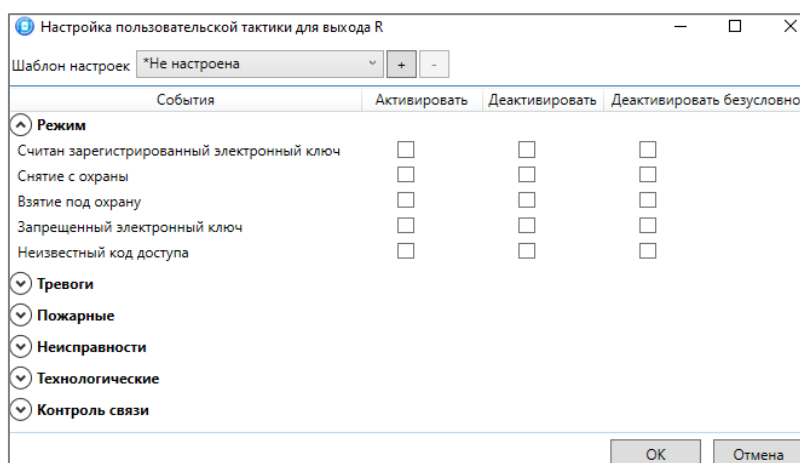 Настройка пользовательской тактики для выхода R
Шаблон настроек *Не настроена + -
События Активировать Деактивировать Деактивировать безусловно
Режим
Считан зарегистрированный электронный ключ
Снятие с охраны
Взятие под охрану
Запрещенный электронный ключ
Неизвестный код доступа
Тревоги
Пожарные
Неисправности
Технологические
Контроль связи
OK Отмена